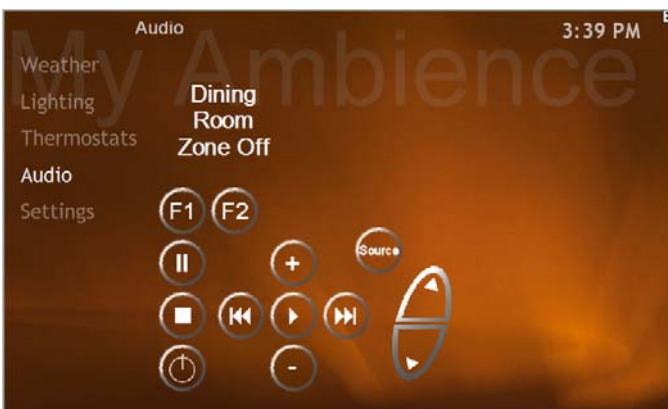 Audio
3:39 PM
My Ambience
Weather
Lighting
Thermostats
Audio
Settings
Dining
Room
Zone Off
F1 F2
+
Source
-